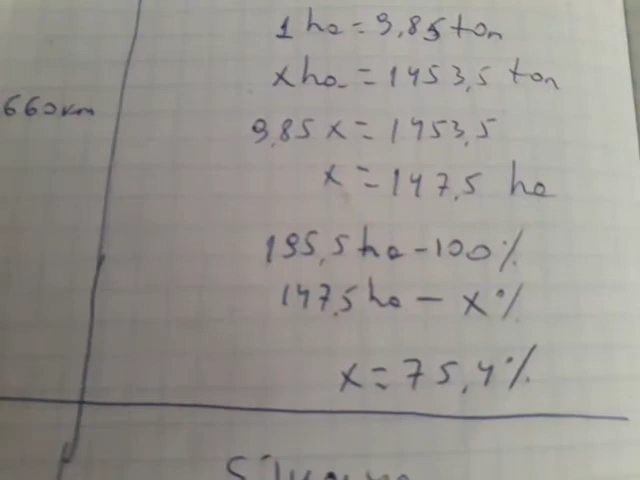 1 ha = 9,85 ton
x ha = 1453,5 ton
660km
9,85 x = 1453,5
x = 147,5 ha
195,5 ha - 100%
147,5 ha - x%
x = 75,4%